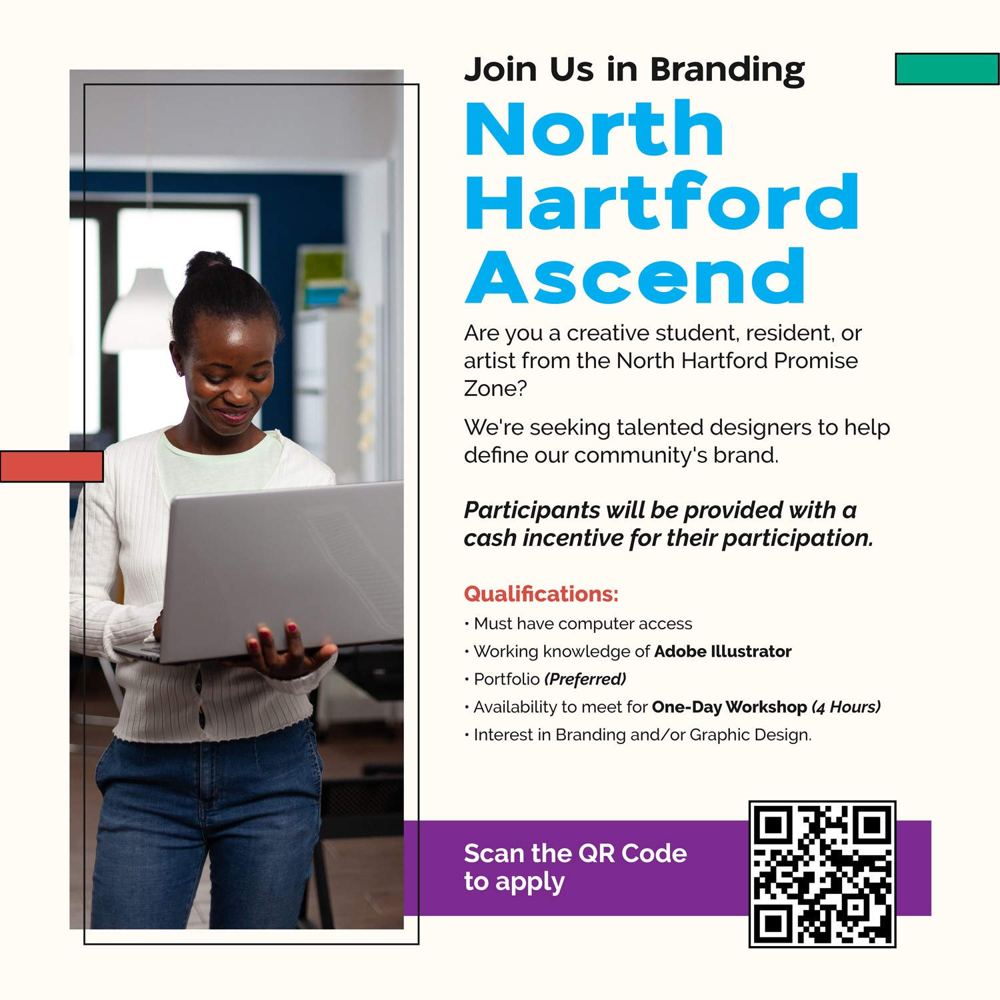 Join Us in Branding
North
Hartford
Ascend
Are you a creative student, resident, or
artist from the North Hartford Promise
Zone?
We're seeking talented designers to help
define our community's brand.
Participants will be provided with a
cash incentive for their participation.
Qualifications:
• Must have computer access
• Working knowledge of Adobe Illustrator
• Portfolio (Preferred)
• Availability to meet for One-Day Workshop (4 Hours)
• Interest in Branding and/or Graphic Design.
Scan the QR Code
to apply